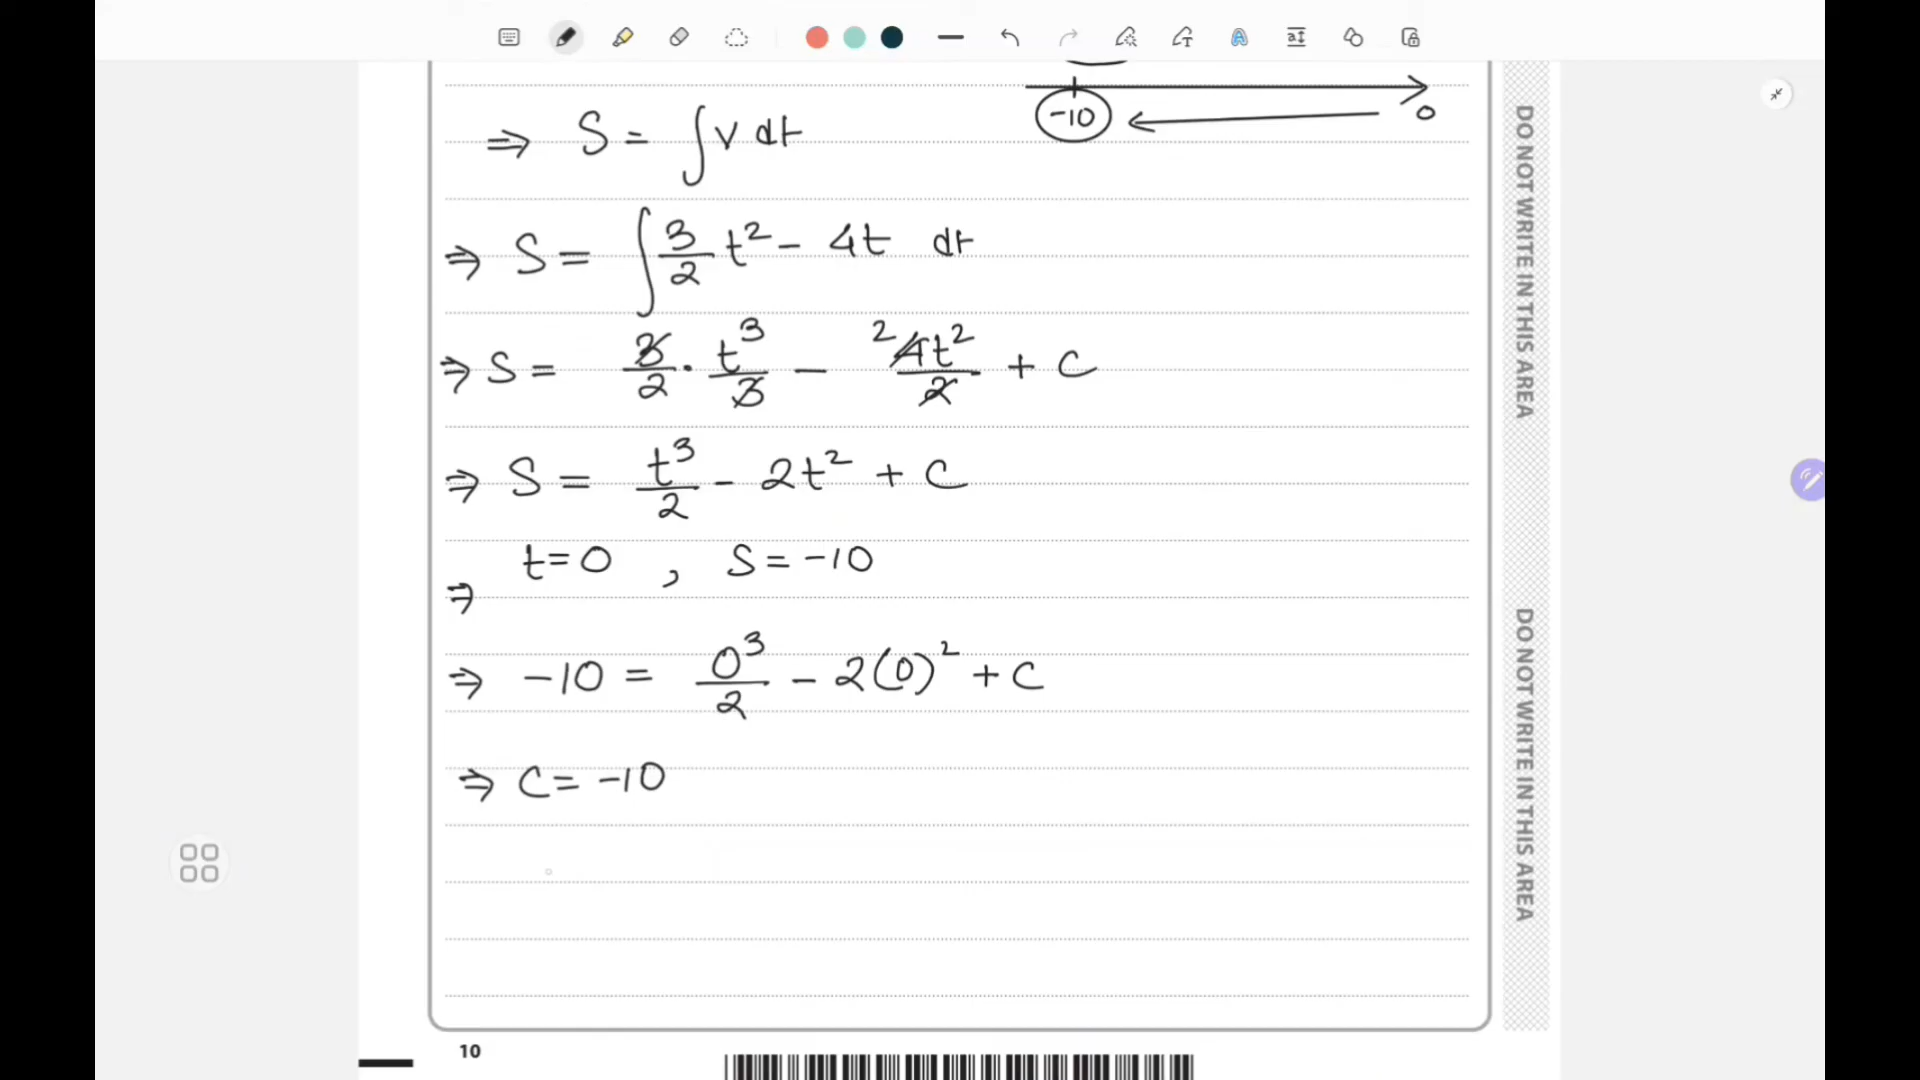 -10 0
⇒ S = ∫ v dt
⇒ S = ∫ 3/2 t² - 4t dt
⇒ S = 3/2 · t³/3 - ²4t²/2 + C
⇒ S = t³/2 - 2t² + C
t=0 , S = -10
⇒
⇒ -10 = 0³/2 - 2(0)² + C
⇒ C = -10
10
DO NOT WRITE IN THIS AREA
DO NOT WRITE IN THIS AREA